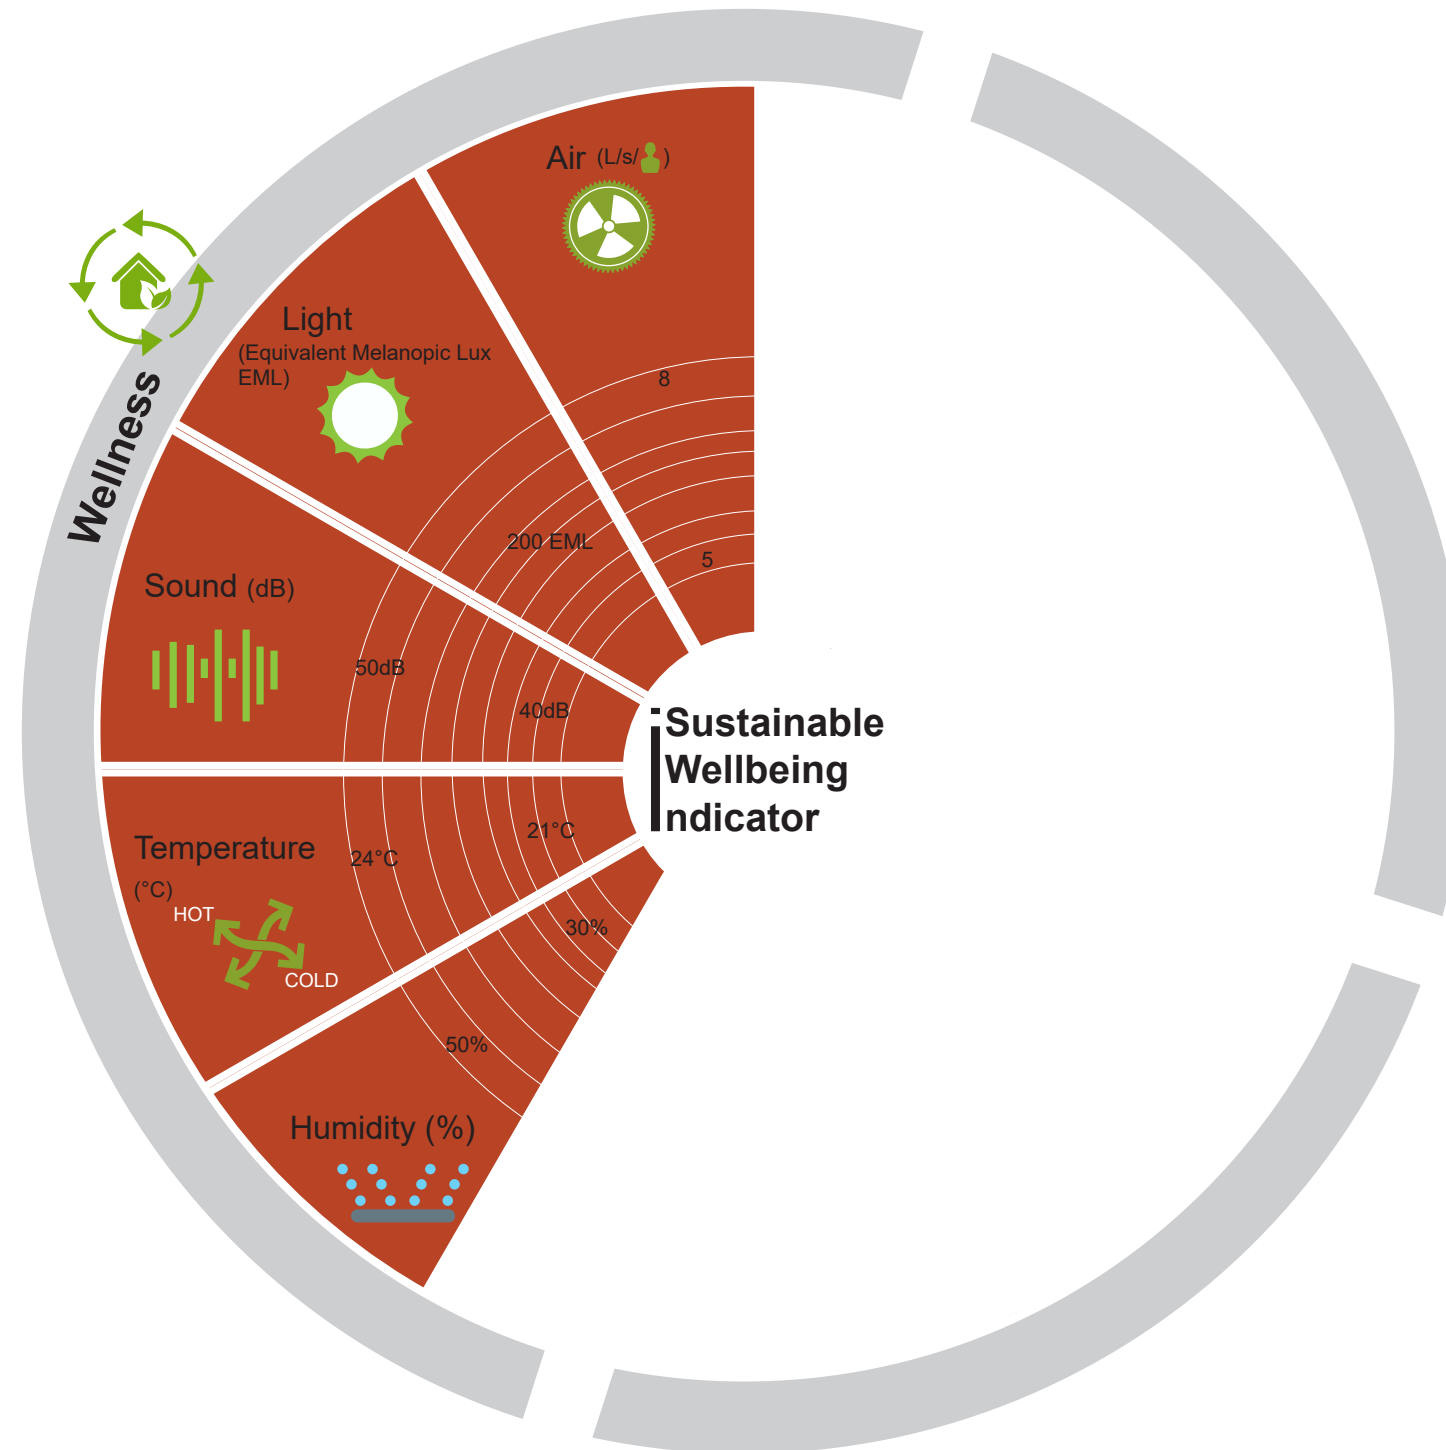 Air (L/s/ )
8
5
Light
(Equivalent Melanopic Lux
EML)
200 EML
Wellness
Sound (dB)
50dB
40dB
Sustainable
Wellbeing
Indicator
Temperature
(°C)
HOT
COLD
24°C
21°C
30%
50%
Humidity (%)